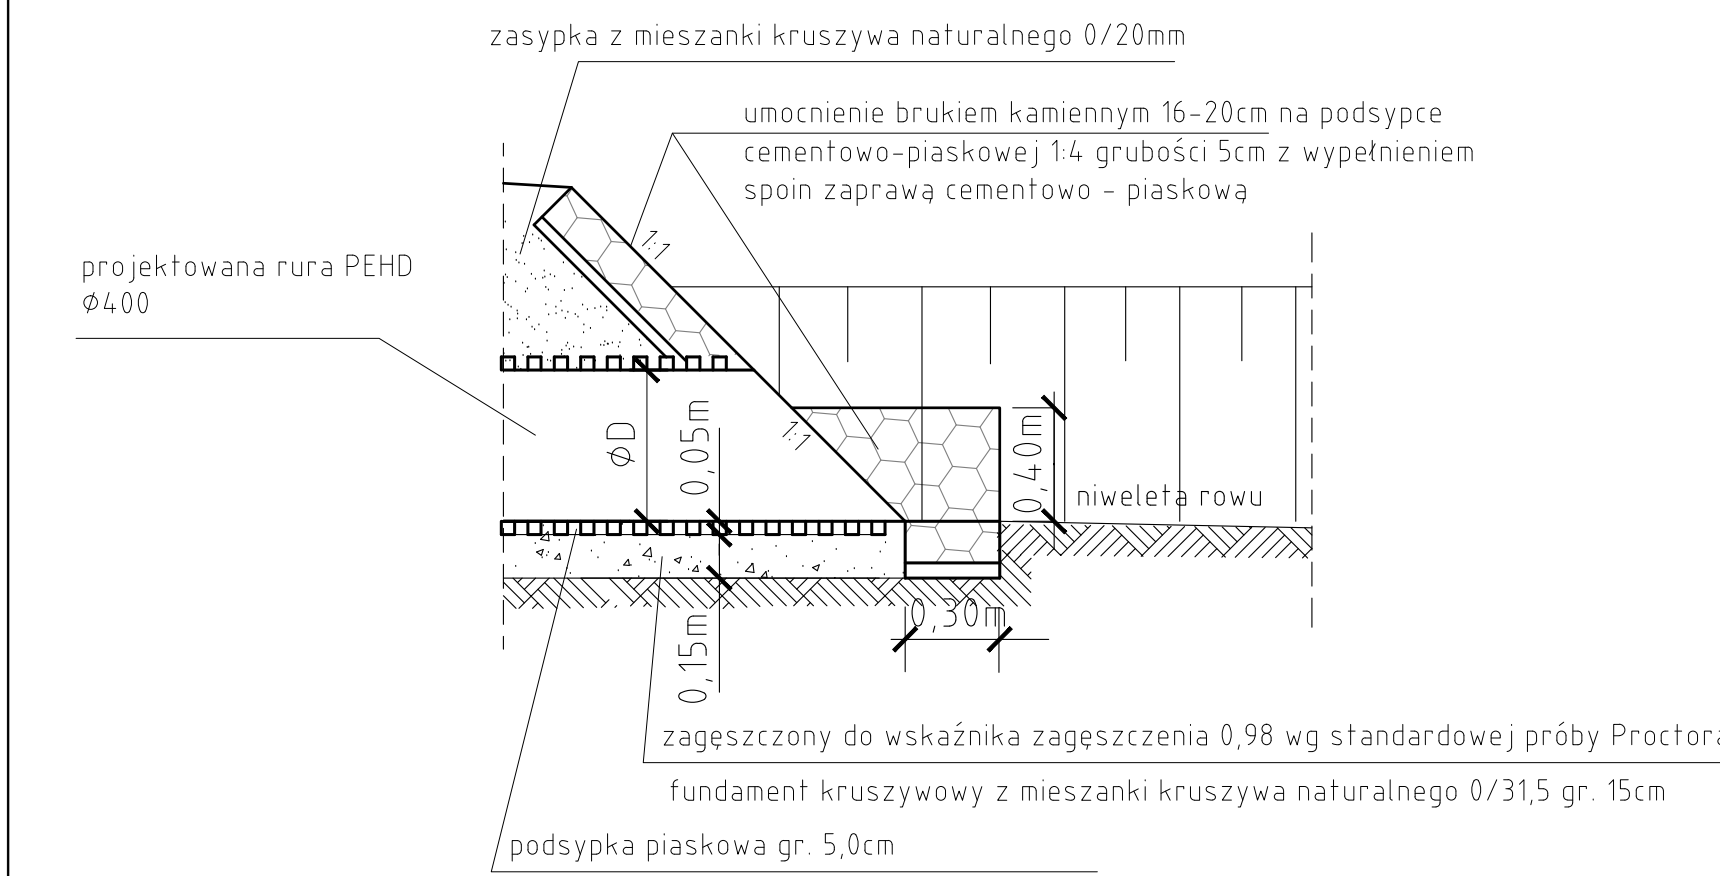 zasypka z mieszanki kruszywa naturalnego 0/20mm
umocnienie brukiem kamiennym 16-20cm na podsypce
cementowo-piaskowej 1:4 grubości 5cm z wypełnieniem
spoin zaprawą cementowo - piaskową
1:1
projektowana rura PEHD
Ø400
ØD
0,05m
1:1
0,40m
niweleta rowu
0,30m
0,15m
zagęszczony do wskaźnika zagęszczenia 0,98 wg standardowej próby Proctora
fundament kruszywowy z mieszanki kruszywa naturalnego 0/31,5 gr. 15cm
podsypka piaskowa gr. 5,0cm